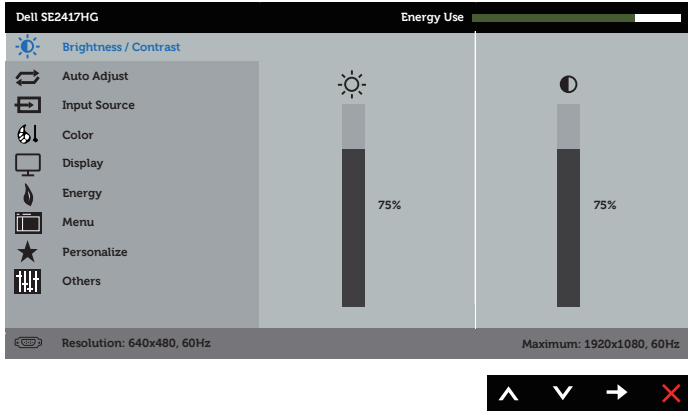 Dell SE2417HG Energy Use
Brightness / Contrast
Auto Adjust
Input Source
Color
Display
Energy
Menu
Personalize
Others
75% 75%
Resolution: 640x480, 60Hz Maximum: 1920x1080, 60Hz